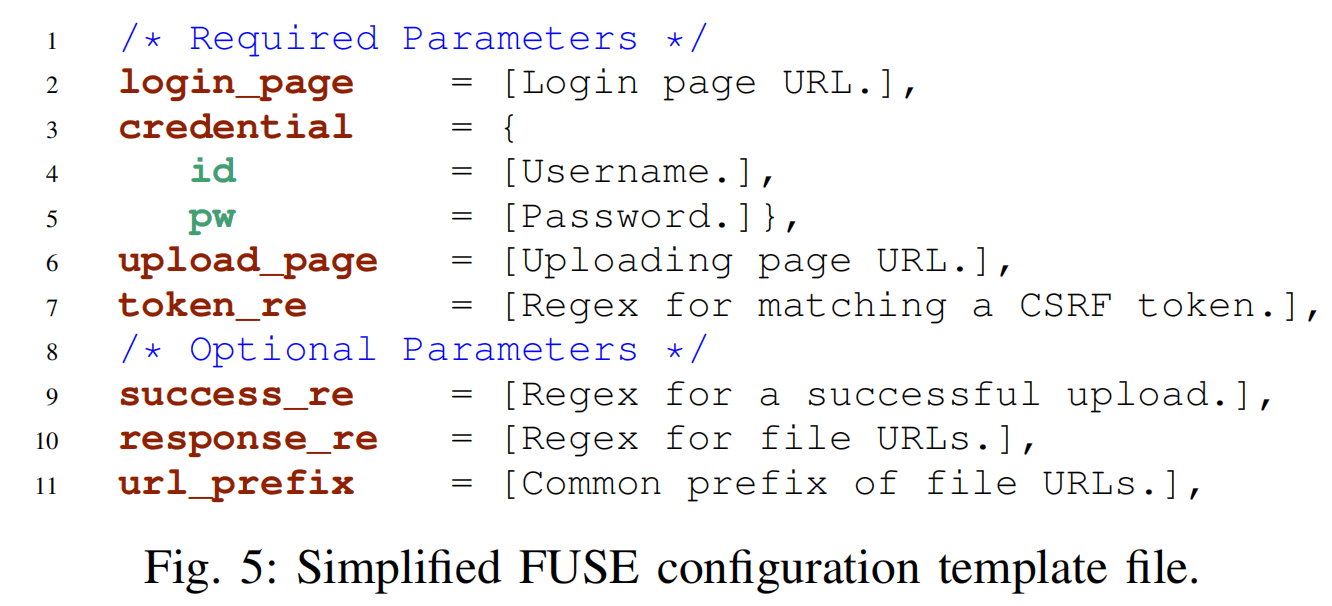 1 /* Required Parameters */
2 login_page = [Login page URL.],
3 credential = {
4 id = [Username.],
5 pw = [Password.]},
6 upload_page = [Uploading page URL.],
7 token_re = [Regex for matching a CSRF token.],
8 /* Optional Parameters */
9 success_re = [Regex for a successful upload.],
10 response_re = [Regex for file URLs.],
11 url_prefix = [Common prefix of file URLs.],
Fig. 5: Simplified FUSE configuration template file.